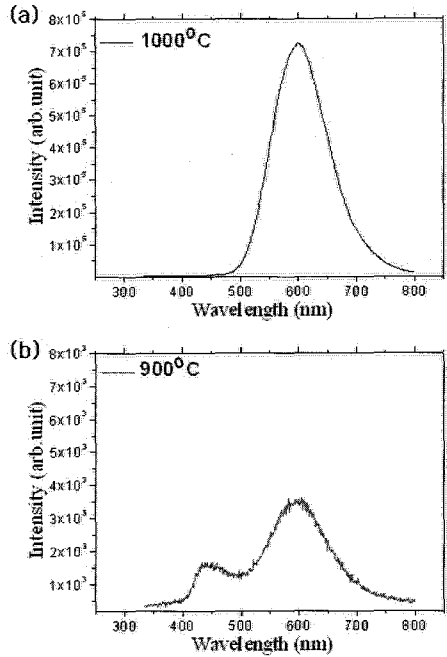 (a)
1000⁰C
8x10⁵
7x10⁵
6x10⁵
5x10⁵
4x10⁵
3x10⁵
2x10⁵
1x10⁵
Intensity (arb.unit)
300 400 500 600 700 800
Wavelength (nm)
(b)
900⁰C
8x10³
7x10³
6x10³
5x10³
4x10³
3x10³
2x10³
1x10³
Intensity (arb.unit)
300 400 500 600 700 800
Wavelength (nm)